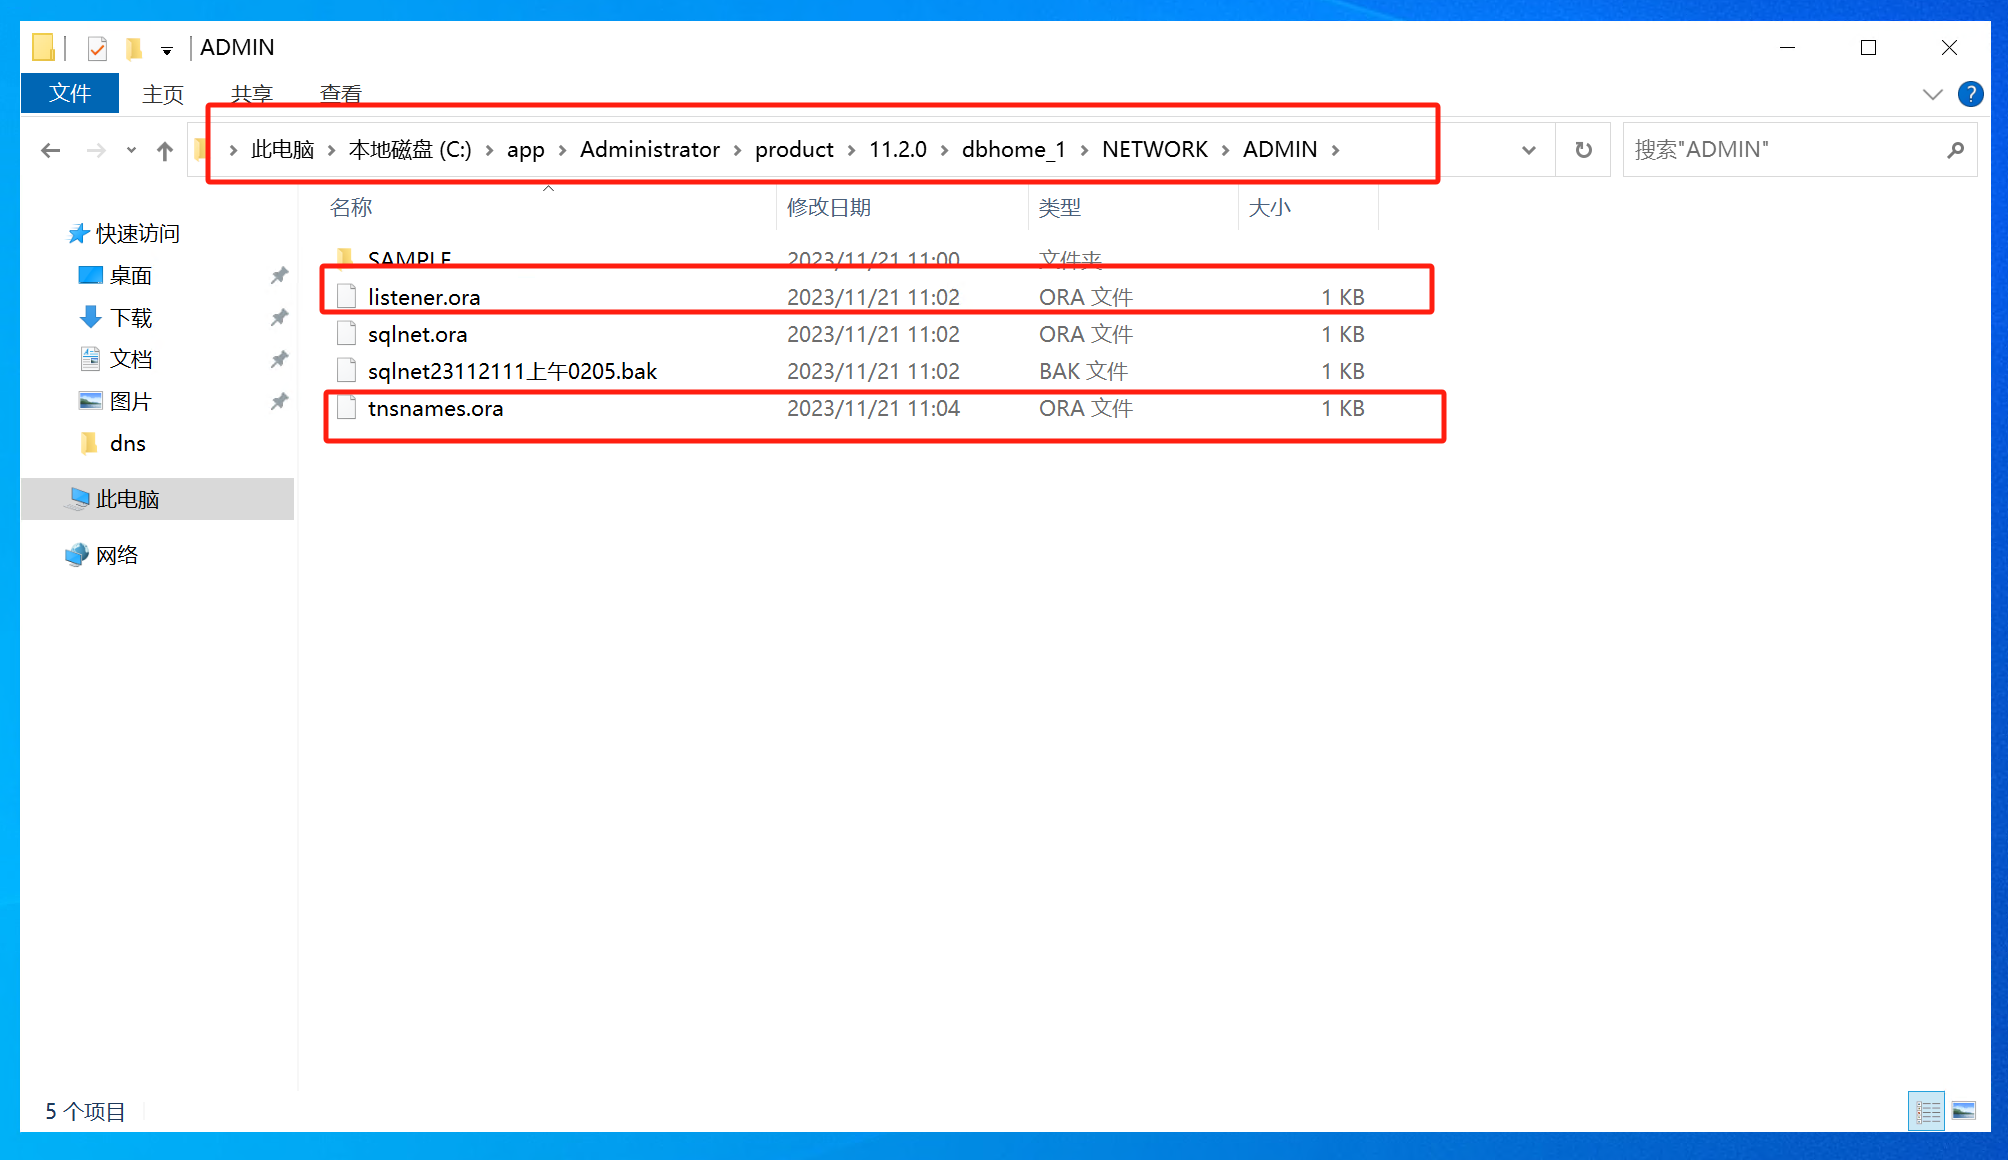 ADMIN
文件 主页 共享 查看
此电脑 本地磁盘 (C:) app Administrator product 11.2.0 dbhome_1 NETWORK ADMIN 搜索"ADMIN"
名称 修改日期 类型 大小
快速访问
桌面
下载
文档
图片
dns
此电脑
网络
SAMPLE 2023/11/21 11:00 文件夹
listener.ora 2023/11/21 11:02 ORA 文件 1 KB
sqlnet.ora 2023/11/21 11:02 ORA 文件 1 KB
sqlnet23112111上午0205.bak 2023/11/21 11:02 BAK 文件 1 KB
tnsnames.ora 2023/11/21 11:04 ORA 文件 1 KB
5 个项目